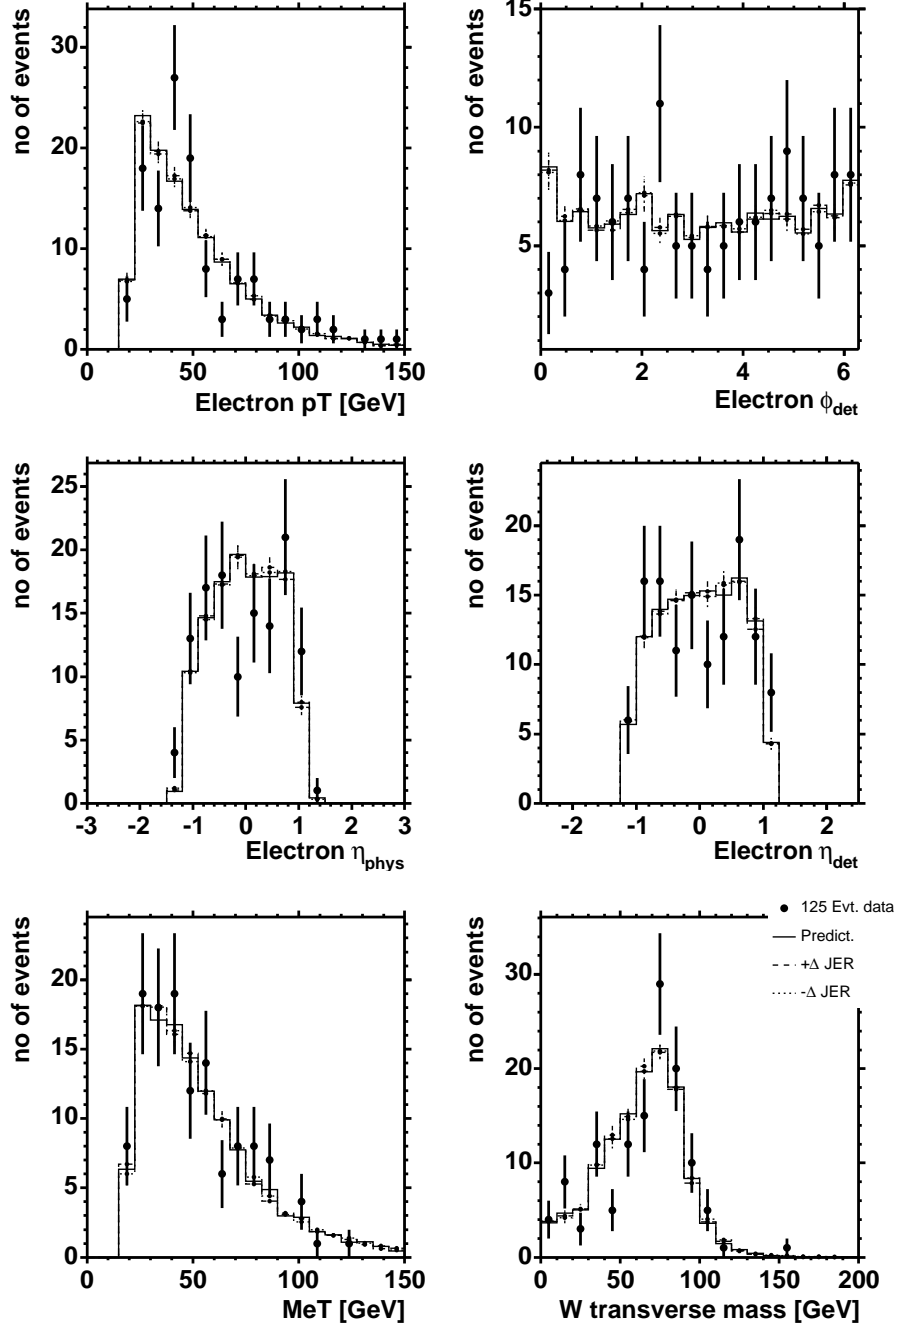 no of events
30
20
10
0
0 50 100 150
Electron pT [GeV]
no of events
15
10
5
0 2 4 6
Electron ϕdet
no of events
25
20
15
10
5
0
-3 -2 -1 0 1 2 3
Electron ηphys
no of events
20
15
10
5
0
-2 -1 0 1 2
Electron ηdet
no of events
20
15
10
5
0
0 50 100 150
MeT [GeV]
no of events
30
20
10
0
0 50 100 150 200
W transverse mass [GeV]
125 Evt. data
Predict.
+Δ JER
-Δ JER